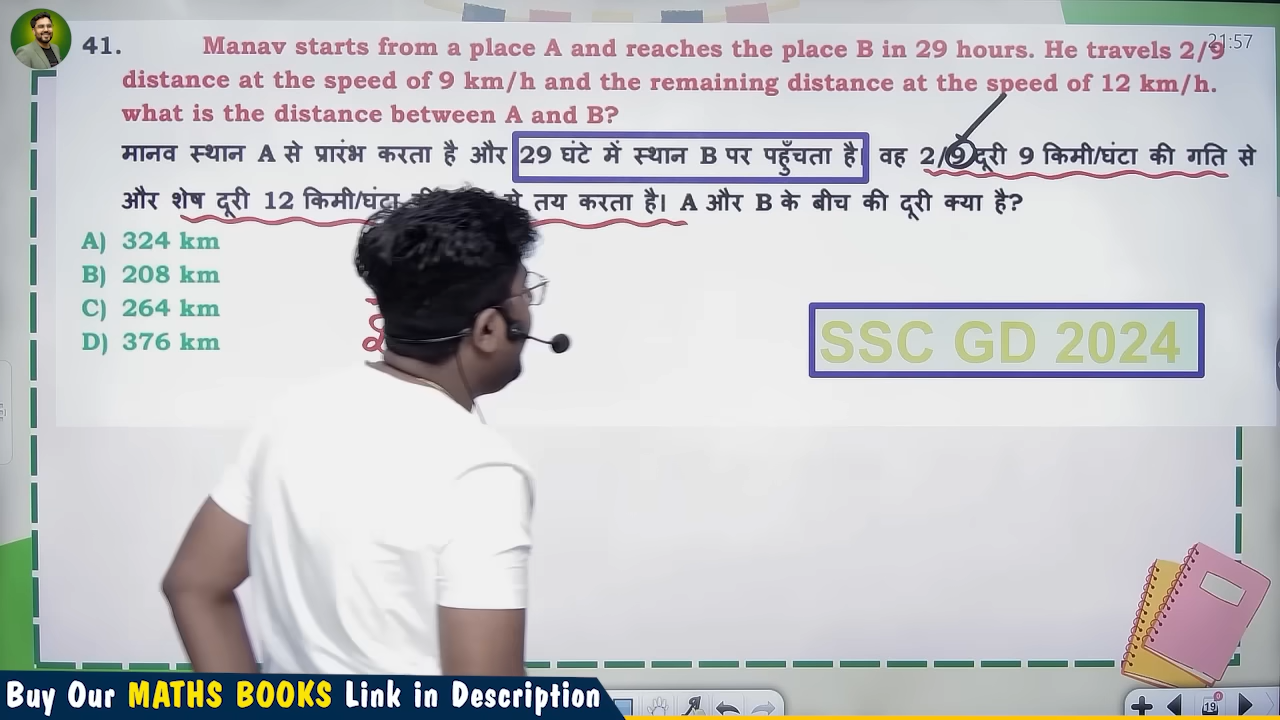 41. Manav starts from a place A and reaches the place B in 29 hours. He travels 2/9
21:57
distance at the speed of 9 km/h and the remaining distance at the speed of 12 km/h.
what is the distance between A and B?
मानव स्थान A से प्रारंभ करता है और 29 घंटे में स्थान B पर पहुँचता है। वह 2/9 दूरी 9 किमी/घंटा की गति से
और शेष दूरी 12 किमी/घंटा से तय करता है। A और B के बीच की दूरी क्या है?
A) 324 km
B) 208 km
C) 264 km
D) 376 km
SSC GD 2024
Buy Our MATHS BOOKS Link in Description
19